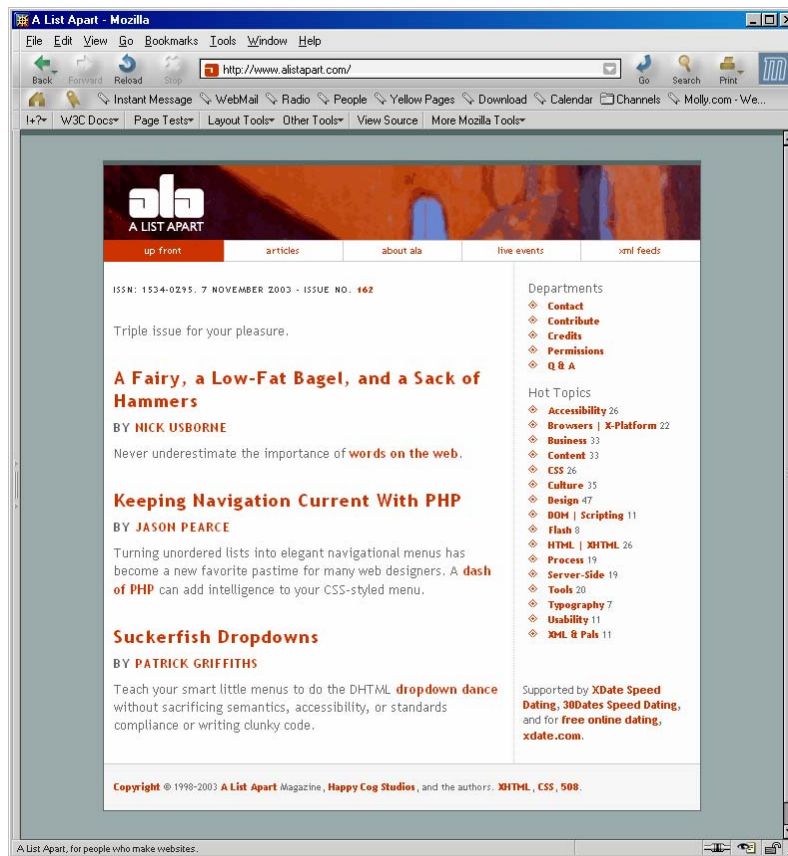 A List Apart - Mozilla
File Edit View Go Bookmarks Tools Window Help
Back Forward Reload Stop http://www.alistapart.com/ Go Search Print
Instant Message WebMail Radio People Yellow Pages Download Calendar Channels Molly.com - We...
!+? W3C Docs Page Tests Layout Tools Other Tools View Source More Mozilla Tools
ala
A LIST APART
up front articles about ala live events xml feeds
ISSN: 1534-0295. 7 NOVEMBER 2003 - ISSUE NO. 162
Triple issue for your pleasure.
A Fairy, a Low-Fat Bagel, and a Sack of
Hammers
BY NICK USBORNE
Never underestimate the importance of words on the web.
Keeping Navigation Current With PHP
BY JASON PEARCE
Turning unordered lists into elegant navigational menus has
become a new favorite pastime for many web designers. A dash
of PHP can add intelligence to your CSS-styled menu.
Suckerfish Dropdowns
BY PATRICK GRIFFITHS
Teach your smart little menus to do the DHTML dropdown dance
without sacrificing semantics, accessibility, or standards
compliance or writing clunky code.
Departments
Contact
Contribute
Credits
Permissions
Q & A
Hot Topics
Accessibility 26
Browsers | X-Platform 22
Business 33
Content 33
CSS 26
Culture 35
Design 47
DOM | Scripting 11
Flash 8
HTML | XHTML 26
Process 19
Server-Side 19
Tools 20
Typography 7
Usability 11
XML & Pals 11
Supported by XDate Speed
Dating, 30Dates Speed Dating,
and for free online dating,
xdate.com.
Copyright © 1998-2003 A List Apart Magazine, Happy Cog Studios, and the authors. XHTML, CSS, 508.
A List Apart, for people who make websites.